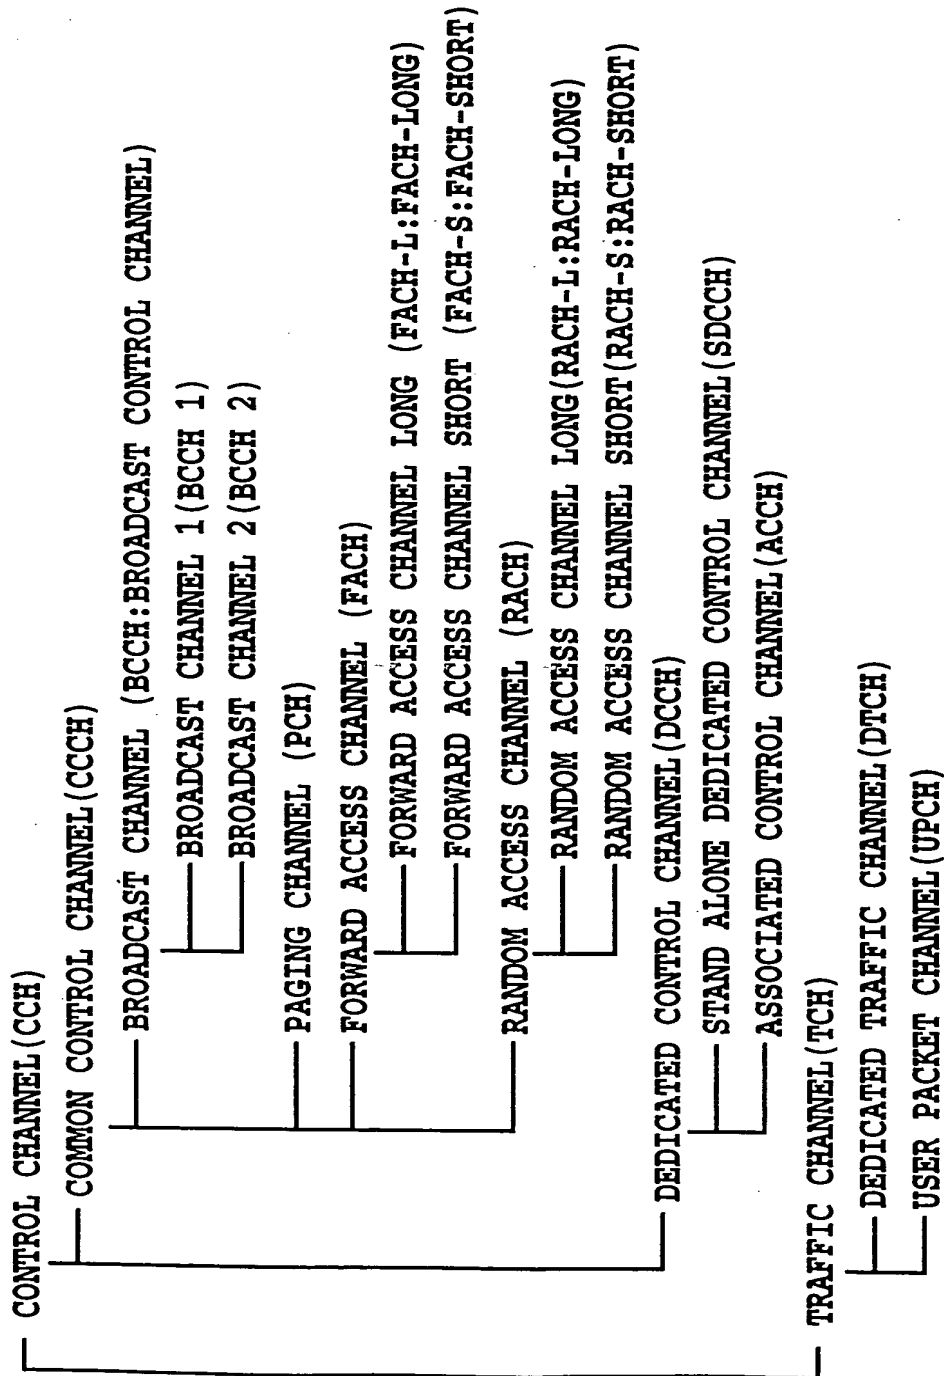 CONTROL CHANNEL(CCH)
COMMON CONTROL CHANNEL(CCCH)
BROADCAST CHANNEL (BCCH:BROADCAST CONTROL CHANNEL)
BROADCAST CHANNEL 1(BCCH 1)
BROADCAST CHANNEL 2(BCCH 2)
PAGING CHANNEL (PCH)
FORWARD ACCESS CHANNEL (FACH)
FORWARD ACCESS CHANNEL LONG (FACH-L:FACH-LONG)
FORWARD ACCESS CHANNEL SHORT (FACH-S:FACH-SHORT)
RANDOM ACCESS CHANNEL (RACH)
RANDOM ACCESS CHANNEL LONG(RACH-L:RACH-LONG)
RANDOM ACCESS CHANNEL SHORT(RACH-S:RACH-SHORT)
DEDICATED CONTROL CHANNEL(DCCH)
STAND ALONE DEDICATED CONTROL CHANNEL(SDCCH)
ASSOCIATED CONTROL CHANNEL(ACCH)
TRAFFIC CHANNEL(TCH)
DEDICATED TRAFFIC CHANNEL(DTCH)
USER PACKET CHANNEL(UPCH)